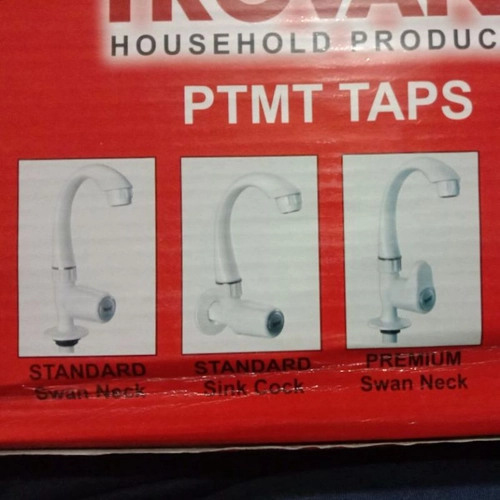 HOUSEHOLD PRODUC
PTMT TAPS
STANDARD
Swan Neck
STANDARD
Sink Cock
PREMIUM
Swan Neck